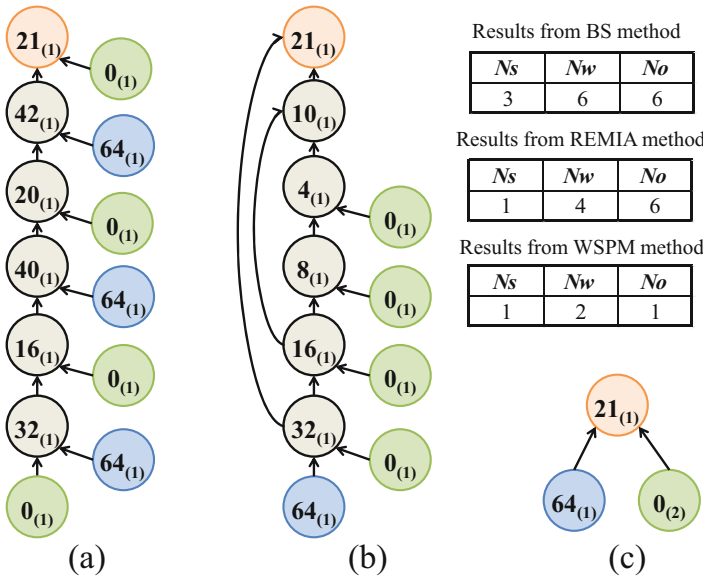 21(1)
0(1)
42(1)
64(1)
20(1)
0(1)
40(1)
64(1)
16(1)
0(1)
32(1)
64(1)
0(1)
(a)
21(1)
10(1)
4(1)
0(1)
8(1)
0(1)
16(1)
0(1)
32(1)
0(1)
64(1)
(b)
Results from BS method
Ns Nw No
3 6 6
Results from REMIA method
Ns Nw No
1 4 6
Results from WSPM method
Ns Nw No
1 2 1
21(1)
64(1) 0(2)
(c)